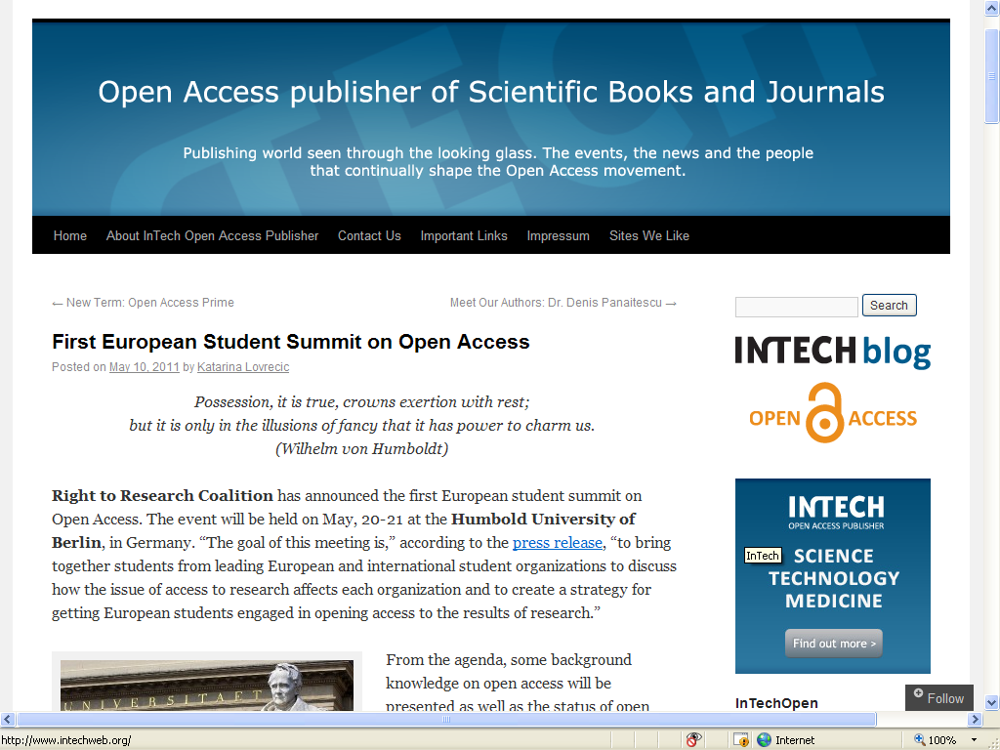 Open Access publisher of Scientific Books and Journals
Publishing world seen through the looking glass. The events, the news and the people
that continually shape the Open Access movement.
Home About InTech Open Access Publisher Contact Us Important Links Impressum Sites We Like
← New Term: Open Access Prime
Meet Our Authors: Dr. Denis Panaitescu →
First European Student Summit on Open Access
Posted on May 10, 2011 by Katarina Lovrecic
Possession, it is true, crowns exertion with rest;
but it is only in the illusions of fancy that it has power to charm us.
(Wilhelm von Humboldt)
Right to Research Coalition has announced the first European student summit on
Open Access. The event will be held on May, 20-21 at the Humbold University of
Berlin, in Germany. “The goal of this meeting is,” according to the press release, “to bring
together students from leading European and international student organizations to discuss
how the issue of access to research affects each organization and to create a strategy for
getting European students engaged in opening access to the results of research.”
UNIVERSITAET
From the agenda, some background
knowledge on open access will be
presented as well as the status of open
Search
INTECH blog
OPEN ACCESS
INTECH
OPEN ACCESS PUBLISHER
InTech
SCIENCE
TECHNOLOGY
MEDICINE
Find out more >
InTechOpen
Follow
http://www.intechweb.org/
Internet
100%